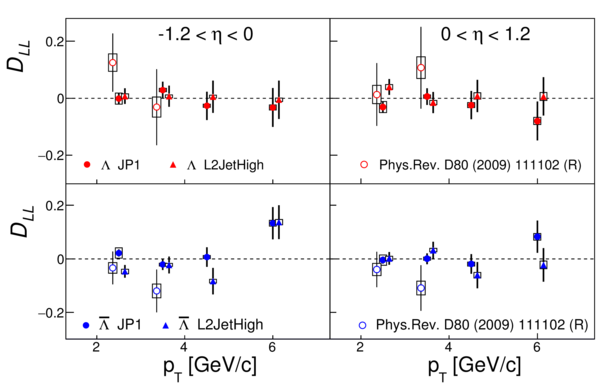 -1.2 < η < 0
0 < η < 1.2
D_LL
0.2
0
−0.2
Λ JP1 Λ L2JetHigh
Phys.Rev. D80 (2009) 111102 (R)
D_LL
0.2
0
−0.2
Λ̅ JP1 Λ̅ L2JetHigh
Phys.Rev. D80 (2009) 111102 (R)
2 4 6 2 4 6
p_T [GeV/c] p_T [GeV/c]